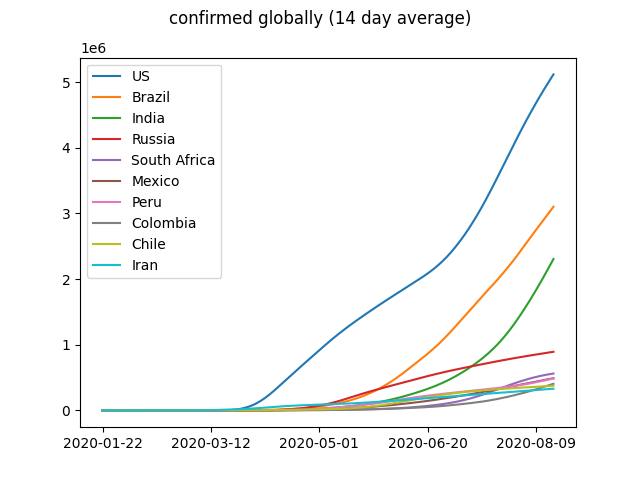 confirmed globally (14 day average)
1e6
US
Brazil
India
Russia
South Africa
Mexico
Peru
Colombia
Chile
Iran
5
4
3
2
1
0
2020-01-22 2020-03-12 2020-05-01 2020-06-20 2020-08-09